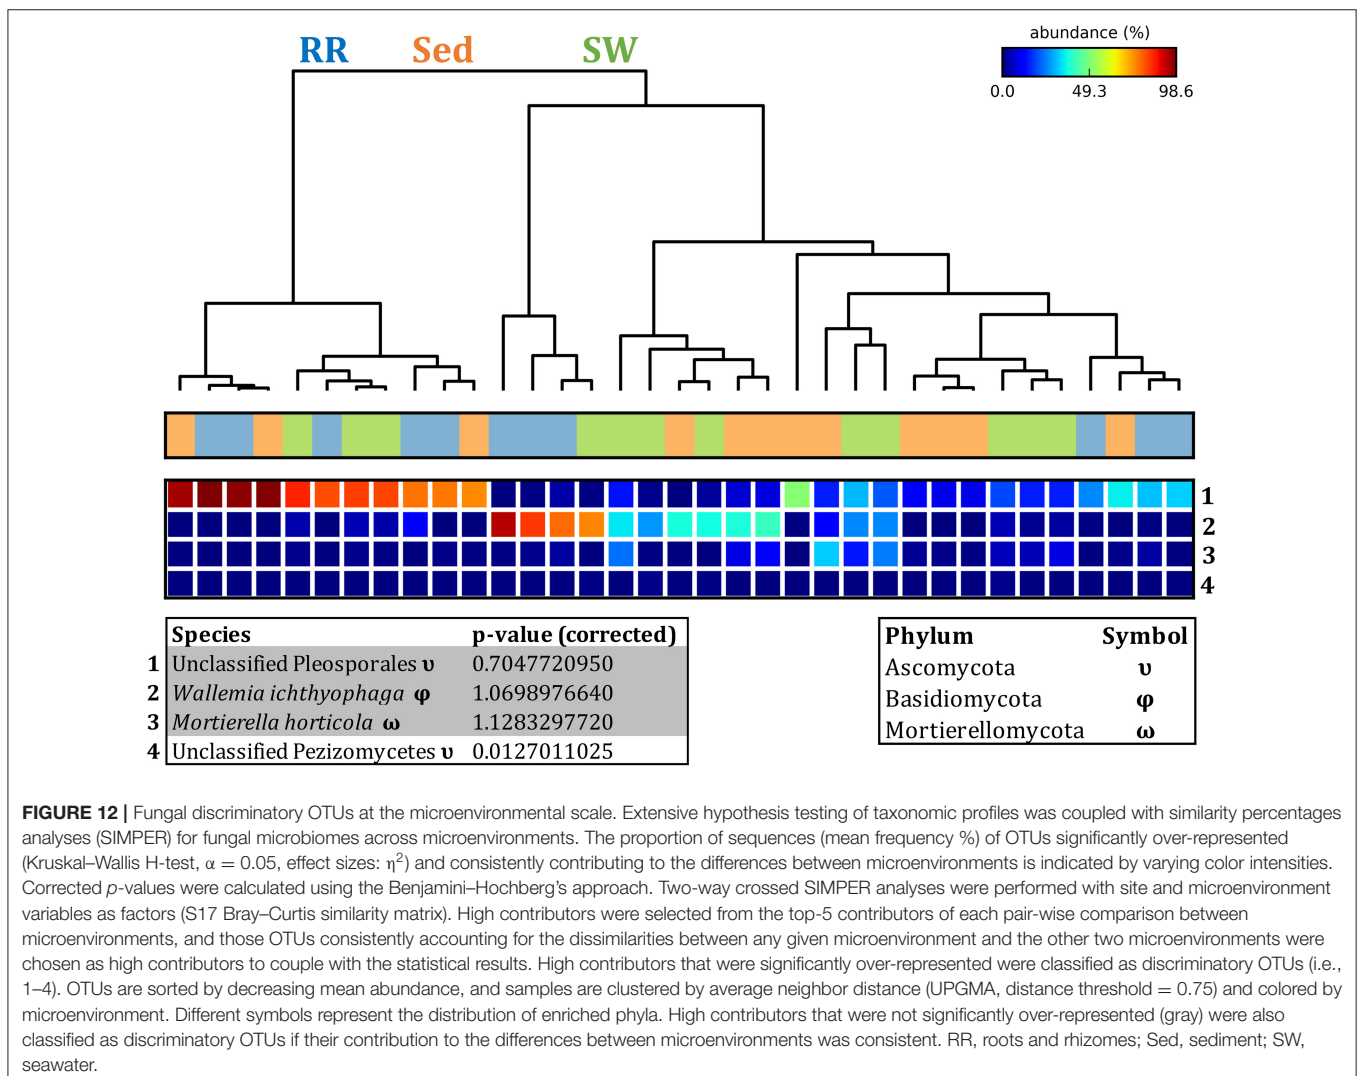 RR Sed SW
abundance (%)
0.0 49.3 98.6
1
2
3
4
Species p-value (corrected)
1 Unclassified Pleosporales υ 0.7047720950
2 Wallemia ichthyophaga φ 1.0698976640
3 Mortierella horticola ω 1.1283297720
4 Unclassified Pezizomycetes υ 0.0127011025
Phylum Symbol
Ascomycota υ
Basidiomycota φ
Mortierellomycota ω
FIGURE 12 | Fungal discriminatory OTUs at the microenvironmental scale. Extensive hypothesis testing of taxonomic profiles was coupled with similarity percentages
analyses (SIMPER) for fungal microbiomes across microenvironments. The proportion of sequences (mean frequency %) of OTUs significantly over-represented
(Kruskal–Wallis H-test, α = 0.05, effect sizes: η²) and consistently contributing to the differences between microenvironments is indicated by varying color intensities.
Corrected p-values were calculated using the Benjamini–Hochberg’s approach. Two-way crossed SIMPER analyses were performed with site and microenvironment
variables as factors (S17 Bray–Curtis similarity matrix). High contributors were selected from the top-5 contributors of each pair-wise comparison between
microenvironments, and those OTUs consistently accounting for the dissimilarities between any given microenvironment and the other two microenvironments were
chosen as high contributors to couple with the statistical results. High contributors that were significantly over-represented were classified as discriminatory OTUs (i.e.,
1–4). OTUs are sorted by decreasing mean abundance, and samples are clustered by average neighbor distance (UPGMA, distance threshold = 0.75) and colored by
microenvironment. Different symbols represent the distribution of enriched phyla. High contributors that were not significantly over-represented (gray) were also
classified as discriminatory OTUs if their contribution to the differences between microenvironments was consistent. RR, roots and rhizomes; Sed, sediment; SW,
seawater.